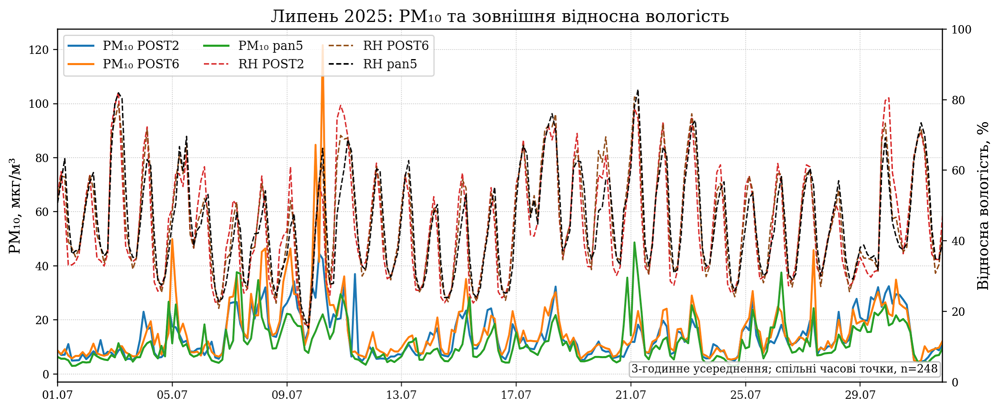 Липень 2025: PM₁₀ та зовнішня відносна вологість
PM₁₀ POST2
PM₁₀ POST6
PM₁₀ pan5
RH POST2
RH POST6
RH pan5
PM₁₀, мкг/м³
120
100
80
60
40
20
0
Відносна вологість, %
100
80
60
40
20
0
3-годинне усереднення; спільні часові точки, n=248
01.07 05.07 09.07 13.07 17.07 21.07 25.07 29.07